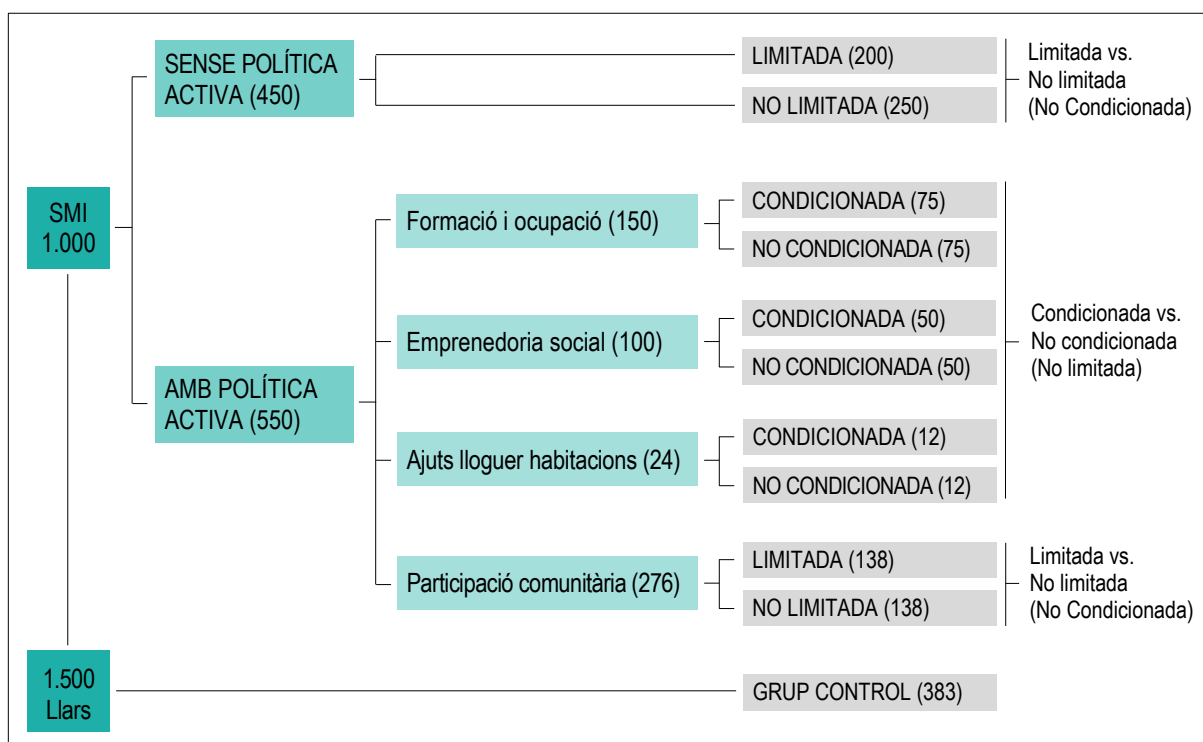 SENSE POLÍTICA
ACTIVA (450)
LIMITADA (200)
NO LIMITADA (250)
Limitada vs.
No limitada
(No Condicionada)
SMI
1.000
AMB POLÍTICA
ACTIVA (550)
Formació i ocupació (150)
CONDICIONADA (75)
NO CONDICIONADA (75)
Emprenedoria social (100)
CONDICIONADA (50)
NO CONDICIONADA (50)
Ajuts lloguer habitacions (24)
CONDICIONADA (12)
NO CONDICIONADA (12)
Condicionada vs.
No condicionada
(No limitada)
Participació comunitària (276)
LIMITADA (138)
NO LIMITADA (138)
Limitada vs.
No limitada
(No Condicionada)
1.500
Llars
GRUP CONTROL (383)